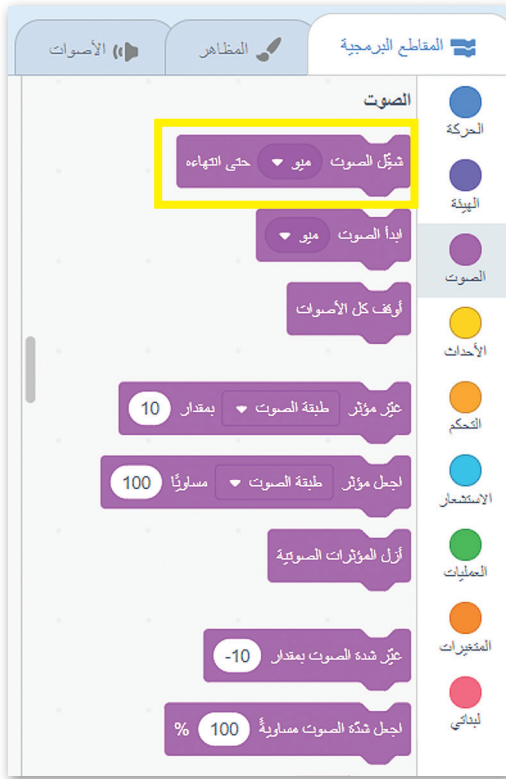 المقاطع البرمجية
المظاهر
الأصوات
الحركة
الهيئة
الصوت
الأحداث
التحكم
الاستشعار
العمليات
المتغيرات
لبناتي
الصوت
شغّل الصوت ميو حتى انتهاءه
ابدأ الصوت ميو
أوقف كل الأصوات
غيّر مؤثر طبقة الصوت بمقدار 10
اجعل مؤثر طبقة الصوت مساويًا 100
أزل المؤثرات الصوتية
غيّر شدة الصوت بمقدار -10
اجعل شدّة الصوت مساويةً 100 %